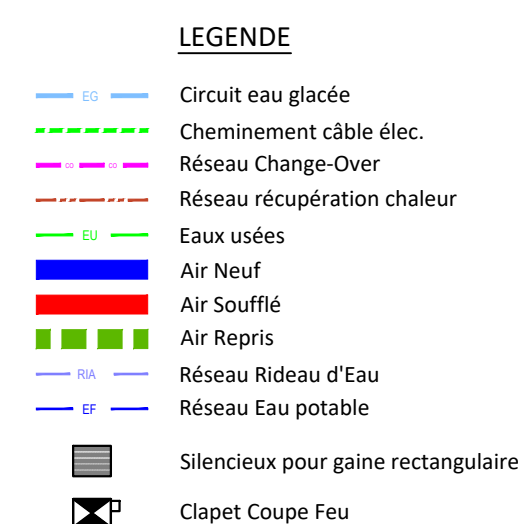 LEGENDE
EG Circuit eau glacée
Cheminement câble élec.
co co Réseau Change-Over
Réseau récupération chaleur
EU Eaux usées
Air Neuf
Air Soufflé
Air Repris
RIA Réseau Rideau d'Eau
EF Réseau Eau potable
Silencieux pour gaine rectangulaire
Clapet Coupe Feu